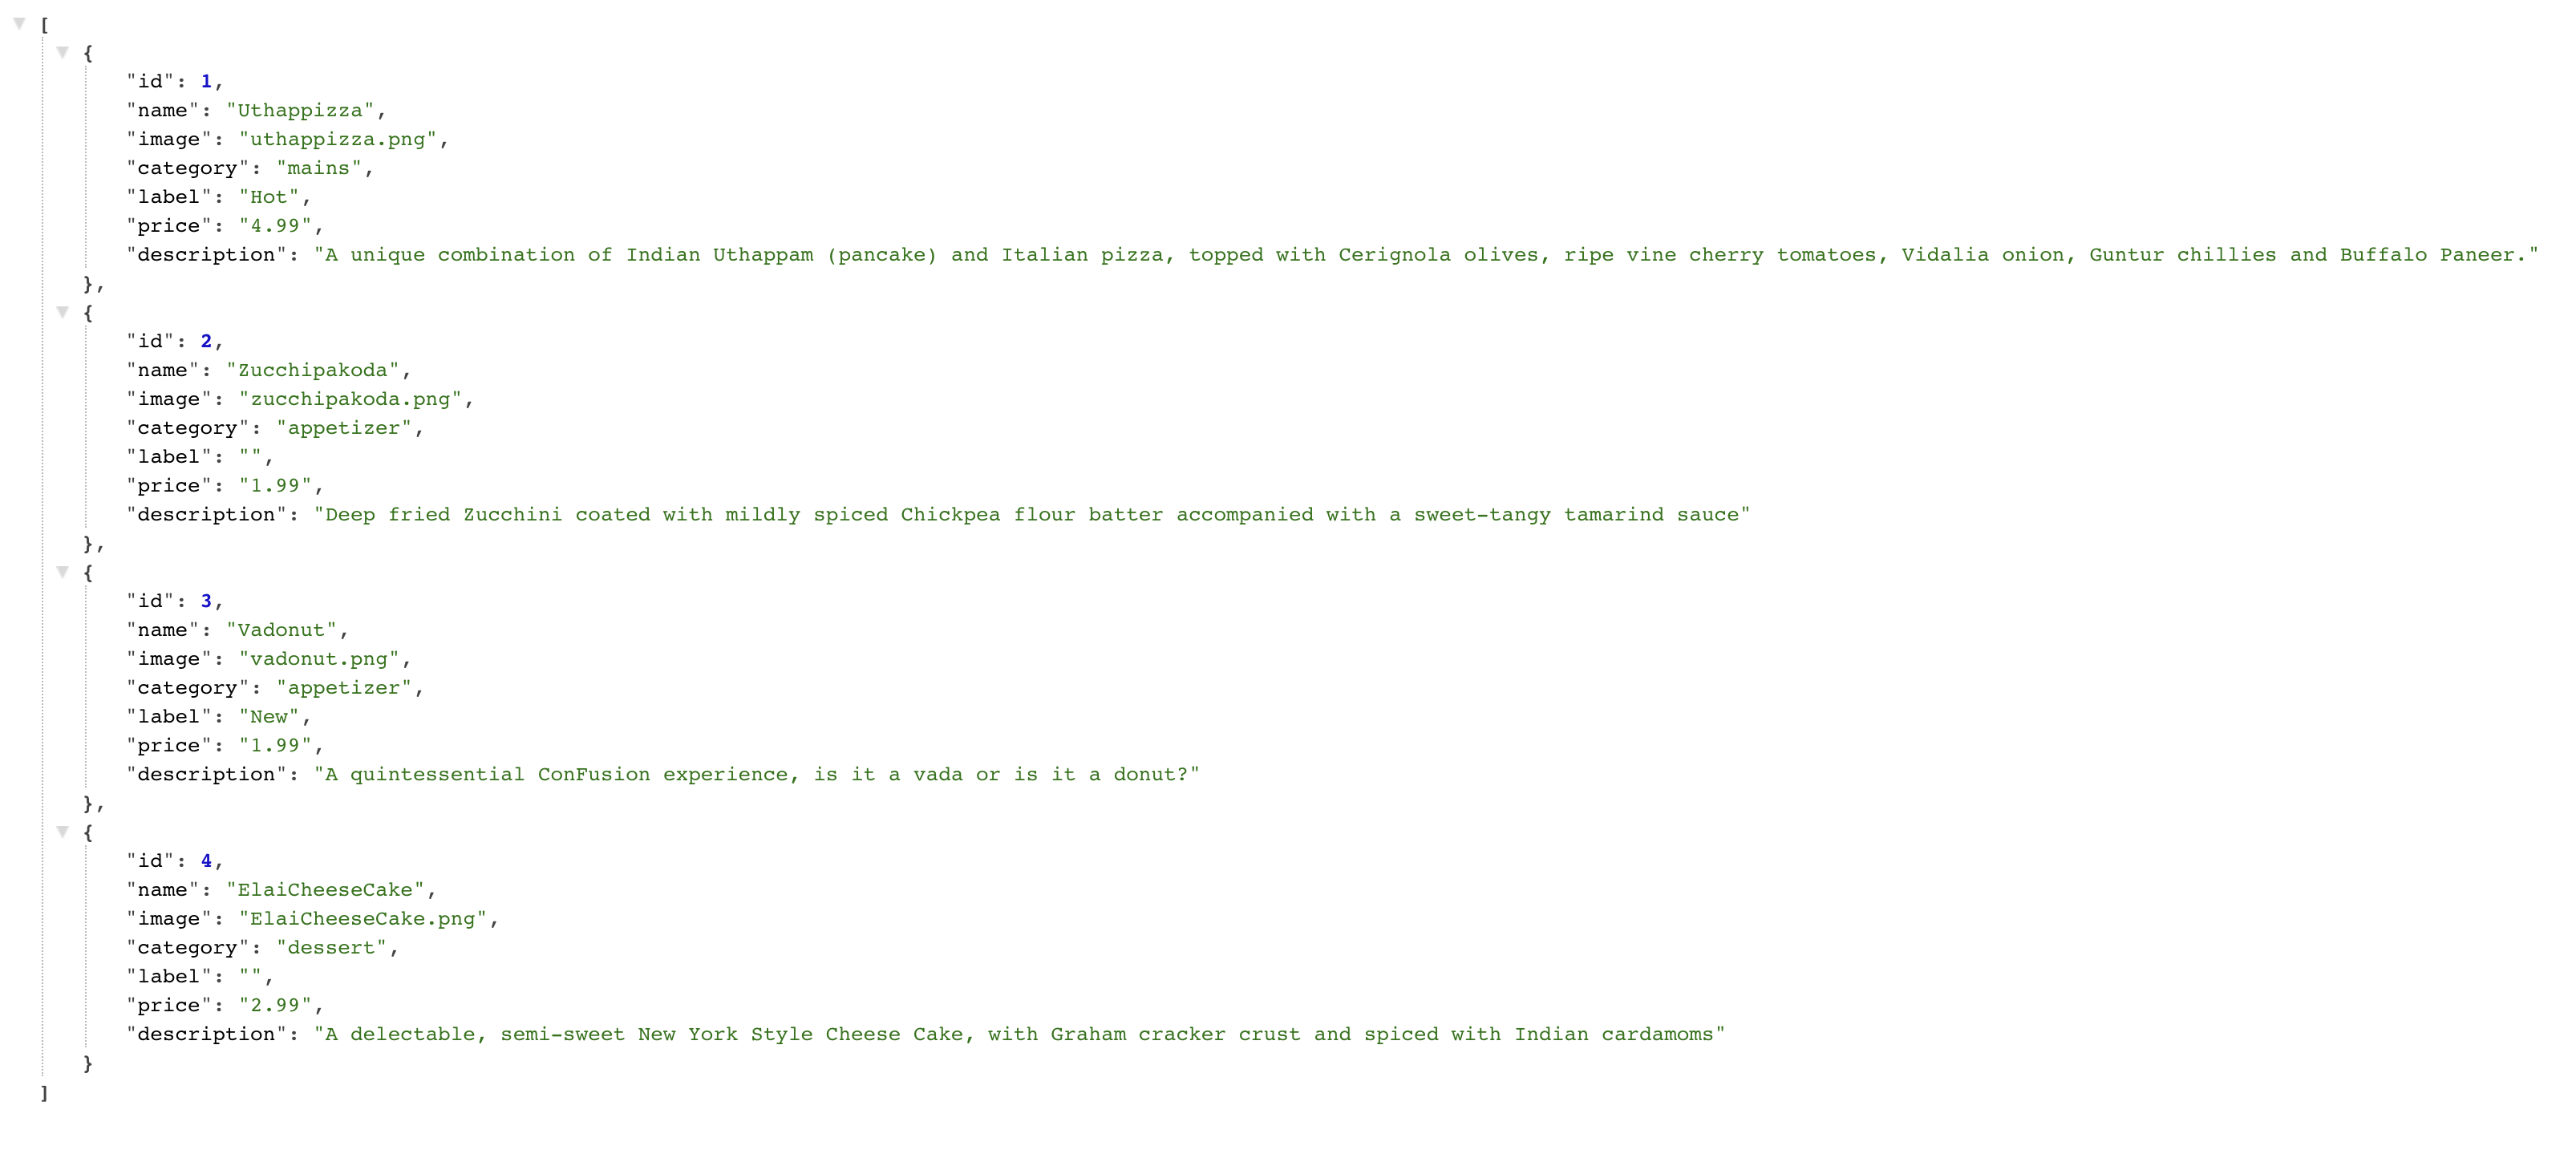 [
{
"id": 1,
"name": "Uthappizza",
"image": "uthappizza.png",
"category": "mains",
"label": "Hot",
"price": "4.99",
"description": "A unique combination of Indian Uthappam (pancake) and Italian pizza, topped with Cerignola olives, ripe vine cherry tomatoes, Vidalia onion, Guntur chillies and Buffalo Paneer."
},
{
"id": 2,
"name": "Zucchipakoda",
"image": "zucchipakoda.png",
"category": "appetizer",
"label": "",
"price": "1.99",
"description": "Deep fried Zucchini coated with mildly spiced Chickpea flour batter accompanied with a sweet-tangy tamarind sauce"
},
{
"id": 3,
"name": "Vadonut",
"image": "vadonut.png",
"category": "appetizer",
"label": "New",
"price": "1.99",
"description": "A quintessential ConFusion experience, is it a vada or is it a donut?"
},
{
"id": 4,
"name": "ElaiCheeseCake",
"image": "ElaiCheeseCake.png",
"category": "dessert",
"label": "",
"price": "2.99",
"description": "A delectable, semi-sweet New York Style Cheese Cake, with Graham cracker crust and spiced with Indian cardamoms"
}
]